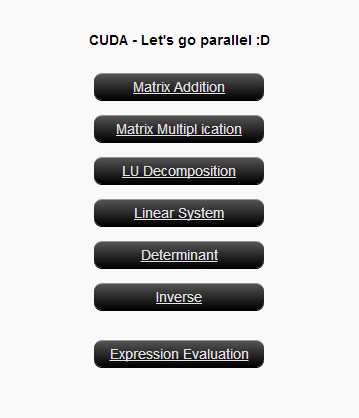 CUDA - Let's go parallel :D
Matrix Addition
Matrix Multipl ication
LU Decomposition
Linear System
Determinant
Inverse
Expression Evaluation